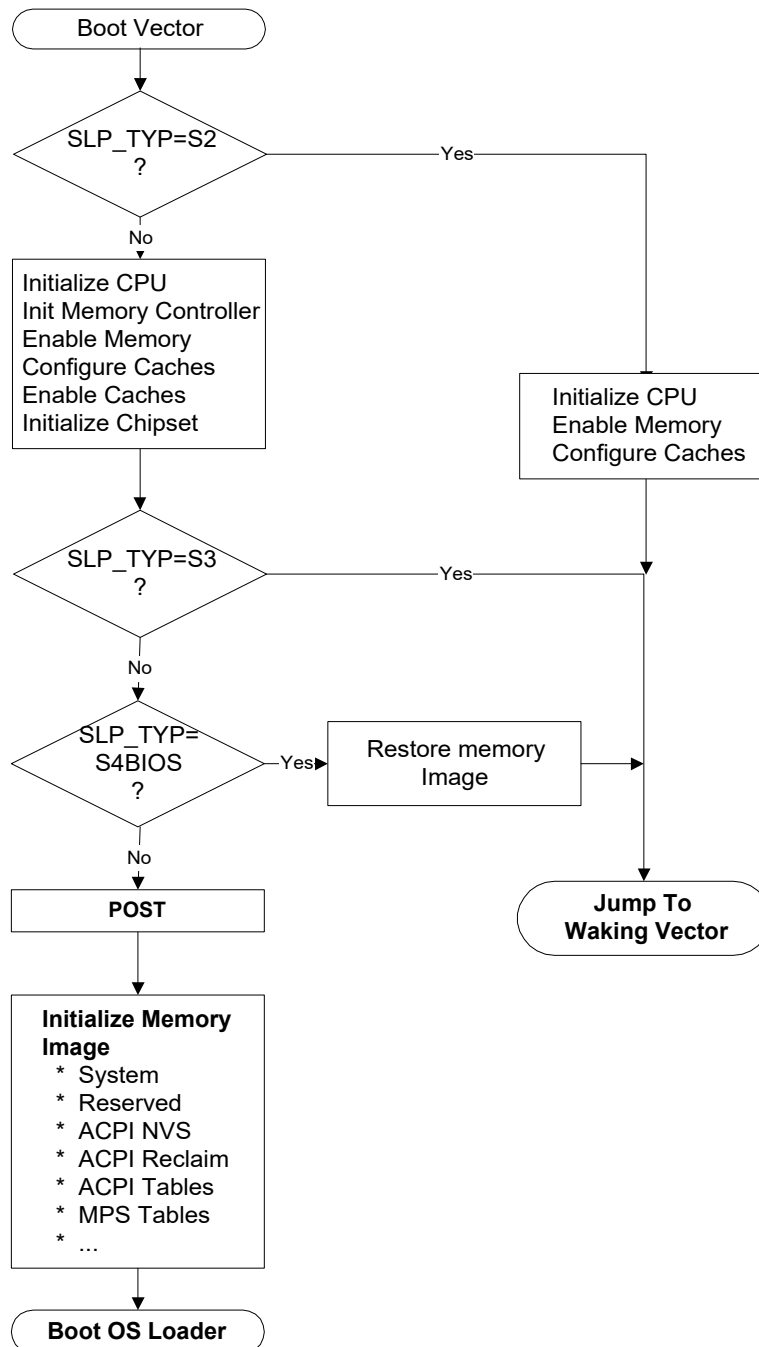 Boot Vector
SLP_TYP=S2
?
Yes
No
Initialize CPU
Init Memory Controller
Enable Memory
Configure Caches
Enable Caches
Initialize Chipset
Initialize CPU
Enable Memory
Configure Caches
SLP_TYP=S3
?
Yes
No
SLP_TYP=
S4BIOS
?
Yes
Restore memory
Image
No
POST
Jump To
Waking Vector
Initialize Memory
Image
* System
* Reserved
* ACPI NVS
* ACPI Reclaim
* ACPI Tables
* MPS Tables
* ...
Boot OS Loader